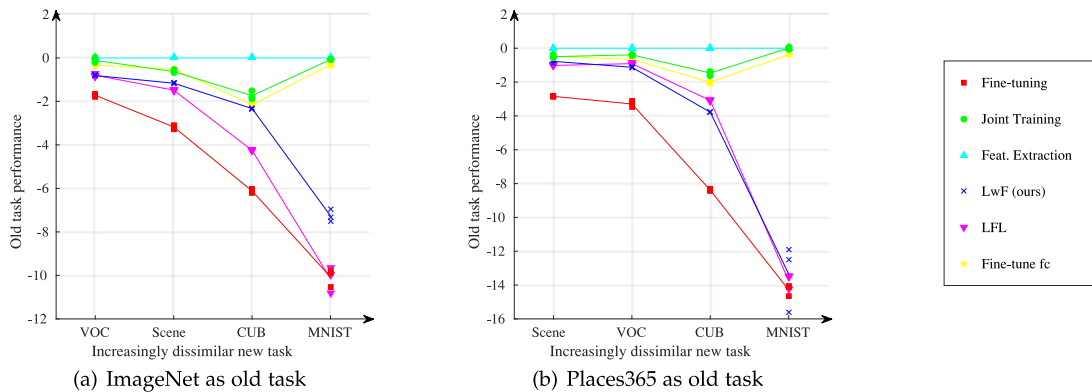 2
0
-2
-4
-6
-8
-10
-12
Old task performance
VOC
Scene
CUB
MNIST
Increasingly dissimilar new task
(a) ImageNet as old task
2
0
-2
-4
-6
-8
-10
-12
-14
-16
Old task performance
Scene
VOC
CUB
MNIST
Increasingly dissimilar new task
(b) Places365 as old task
Fine-tuning
Joint Training
Feat. Extraction
LwF (ours)
LFL
Fine-tune fc